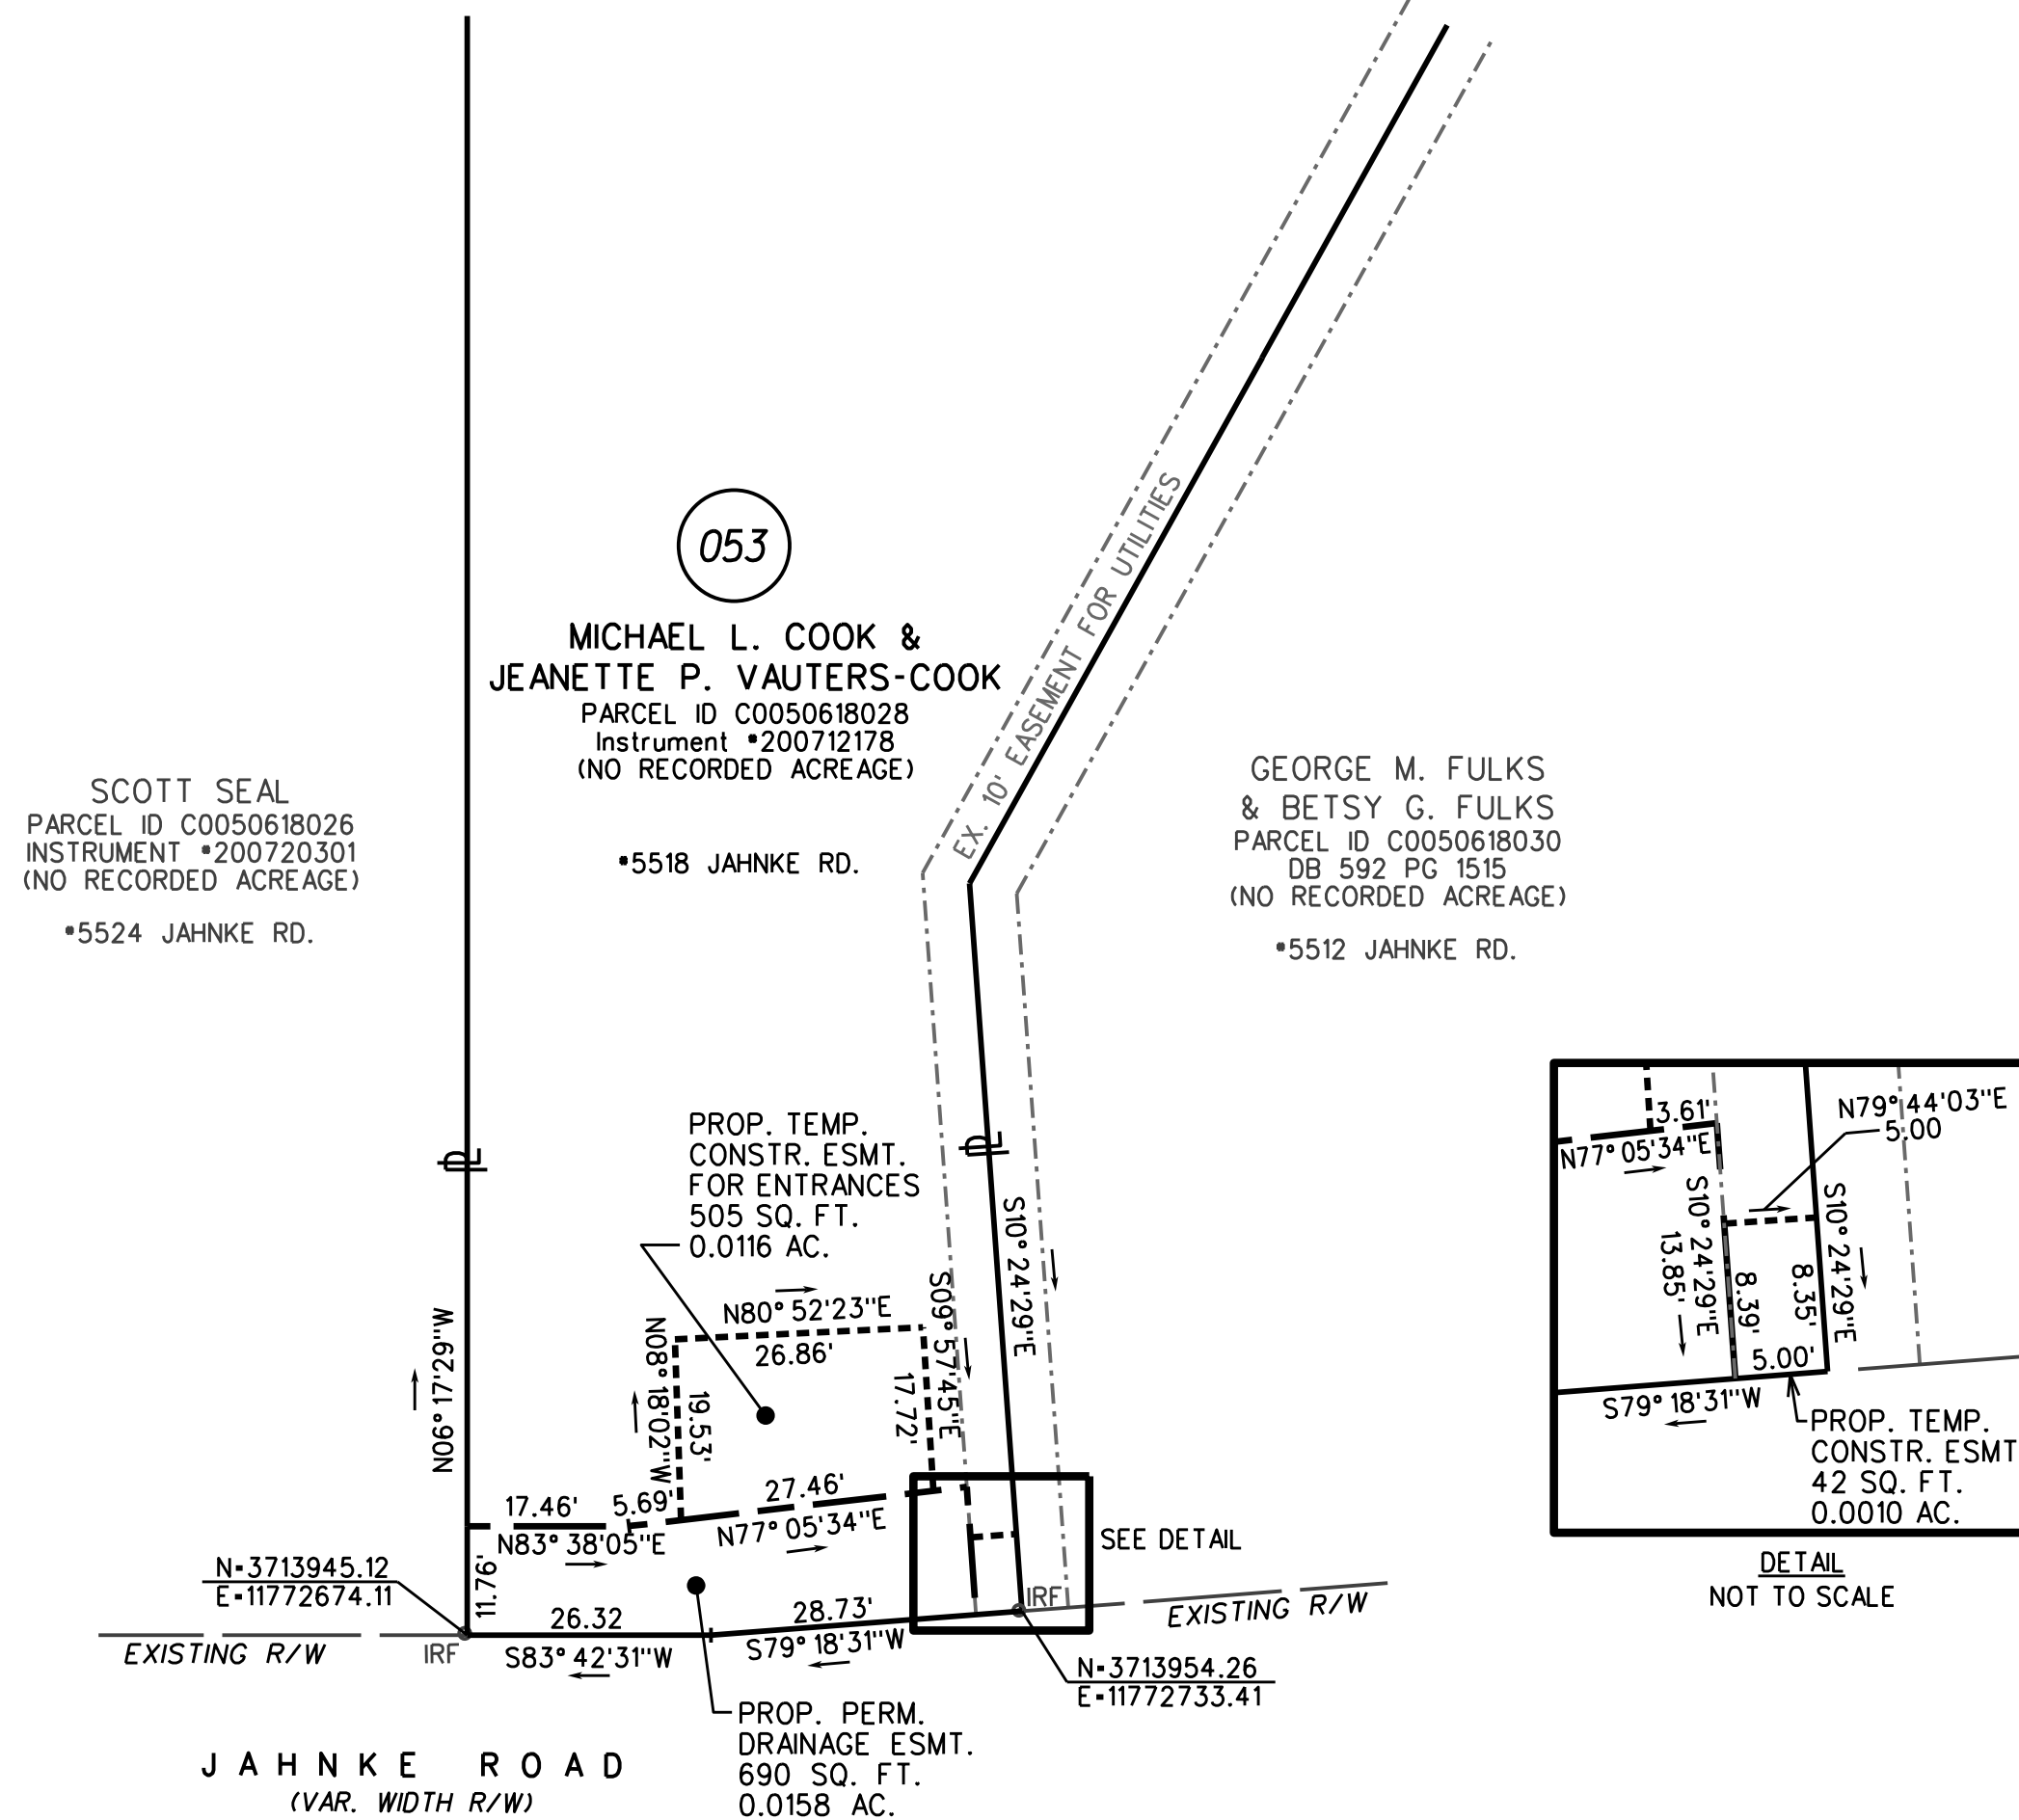 053
MICHAEL L. COOK &
JEANETTE P. VAUTERS-COOK
PARCEL ID C0050618028
Instrument #200712178
(NO RECORDED ACREAGE)
#5518 JAHNKE RD.
SCOTT SEAL
PARCEL ID C0050618026
INSTRUMENT #200720301
(NO RECORDED ACREAGE)
#5524 JAHNKE RD.
EX. 10' EASEMENT FOR UTILITIES
GEORGE M. FULKS
& BETSY G. FULKS
PARCEL ID C0050618030
DB 592 PG 1515
(NO RECORDED ACREAGE)
#5512 JAHNKE RD.
PROP. TEMP.
CONSTR. ESMT.
FOR ENTRANCES
505 SQ. FT.
0.0116 AC.
N06°17'29"W
11.76'
N08°18'02"W
19.53'
N80°52'23"E
26.86'
S09°57'45"E
17.72'
S10°24'29"E
17.46'
N83°38'05"E
5.69'
27.46'
N77°05'34"E
SEE DETAIL
N=3713945.12
E=11772674.11
EXISTING R/W
IRF
26.32
S83°42'31"W
28.73'
S79°18'31"W
IRF
EXISTING R/W
N=3713954.26
E=11772733.41
PROP. PERM.
DRAINAGE ESMT.
690 SQ. FT.
0.0158 AC.
JAHNKE ROAD
(VAR. WIDTH R/W)
3.61'
N77°05'34"E
N79°44'03"E
5.00
S10°24'29"E
13.85'
8.39'
8.35'
S10°24'29"E
5.00'
S79°18'31"W
PROP. TEMP.
CONSTR. ESMT
42 SQ. FT.
0.0010 AC.
DETAIL
NOT TO SCALE